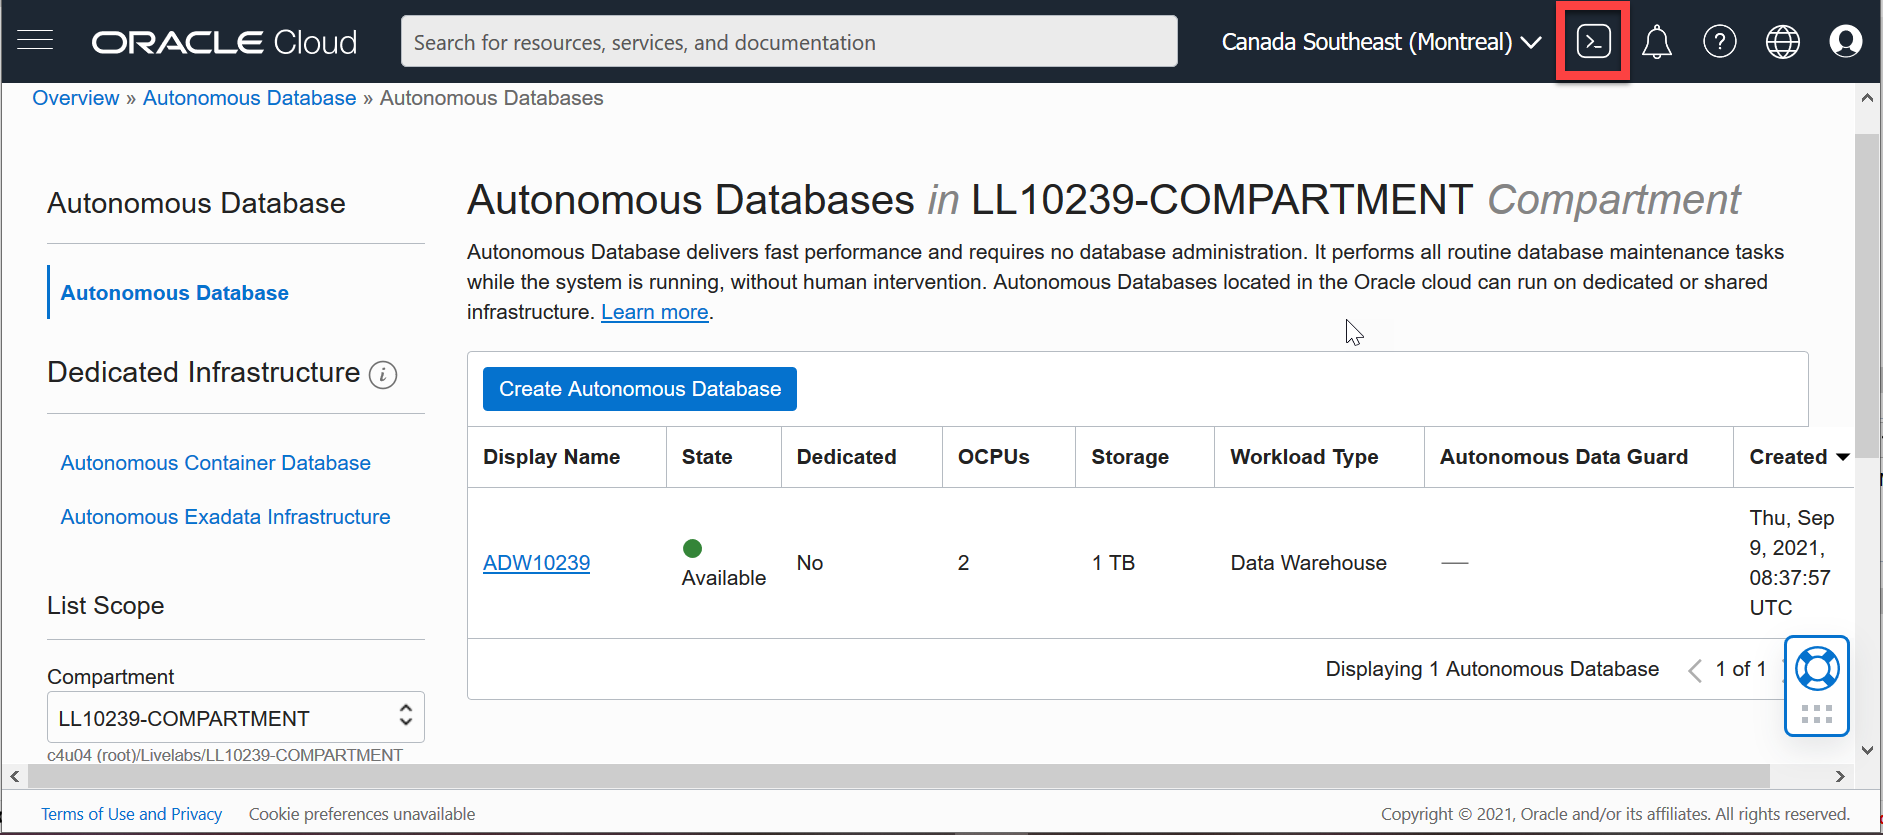 ORACLE Cloud
Search for resources, services, and documentation
Canada Southeast (Montreal)
Overview » Autonomous Database » Autonomous Databases
Autonomous Database
Autonomous Database
Dedicated Infrastructure
Autonomous Container Database
Autonomous Exadata Infrastructure
List Scope
Compartment
LL10239-COMPARTMENT
c4u04 (root)/Livelabs/LL10239-COMPARTMENT
Autonomous Databases in LL10239-COMPARTMENT Compartment
Autonomous Database delivers fast performance and requires no database administration. It performs all routine database maintenance tasks
while the system is running, without human intervention. Autonomous Databases located in the Oracle cloud can run on dedicated or shared
infrastructure. Learn more.
Create Autonomous Database
Display Name State Dedicated OCPUs Storage Workload Type Autonomous Data Guard Created
ADW10239 Available No 2 1 TB Data Warehouse — Thu, Sep
9, 2021,
08:37:57
UTC
Displaying 1 Autonomous Database 1 of 1
Terms of Use and Privacy Cookie preferences unavailable
Copyright © 2021, Oracle and/or its affiliates. All rights reserved.